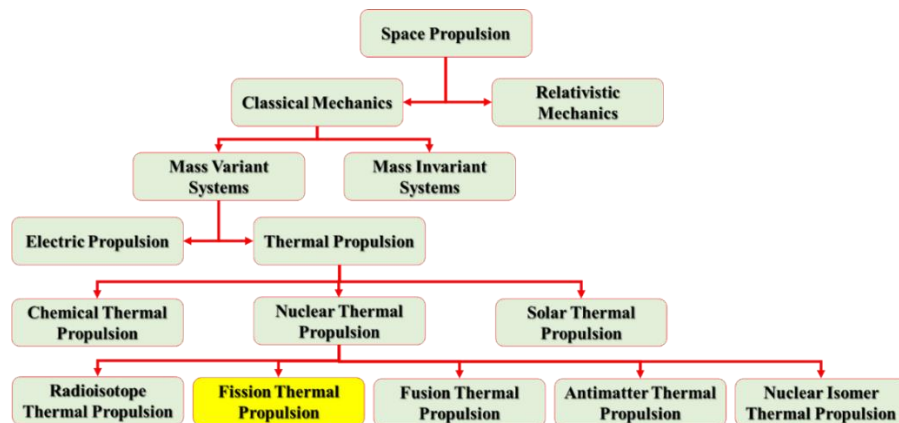 Space Propulsion
Classical Mechanics
Relativistic
Mechanics
Mass Variant
Systems
Mass Invariant
Systems
Electric Propulsion
Thermal Propulsion
Chemical Thermal
Propulsion
Nuclear Thermal
Propulsion
Solar Thermal
Propulsion
Radioisotope
Thermal Propulsion
Fission Thermal
Propulsion
Fusion Thermal
Propulsion
Antimatter Thermal
Propulsion
Nuclear Isomer
Thermal Propulsion